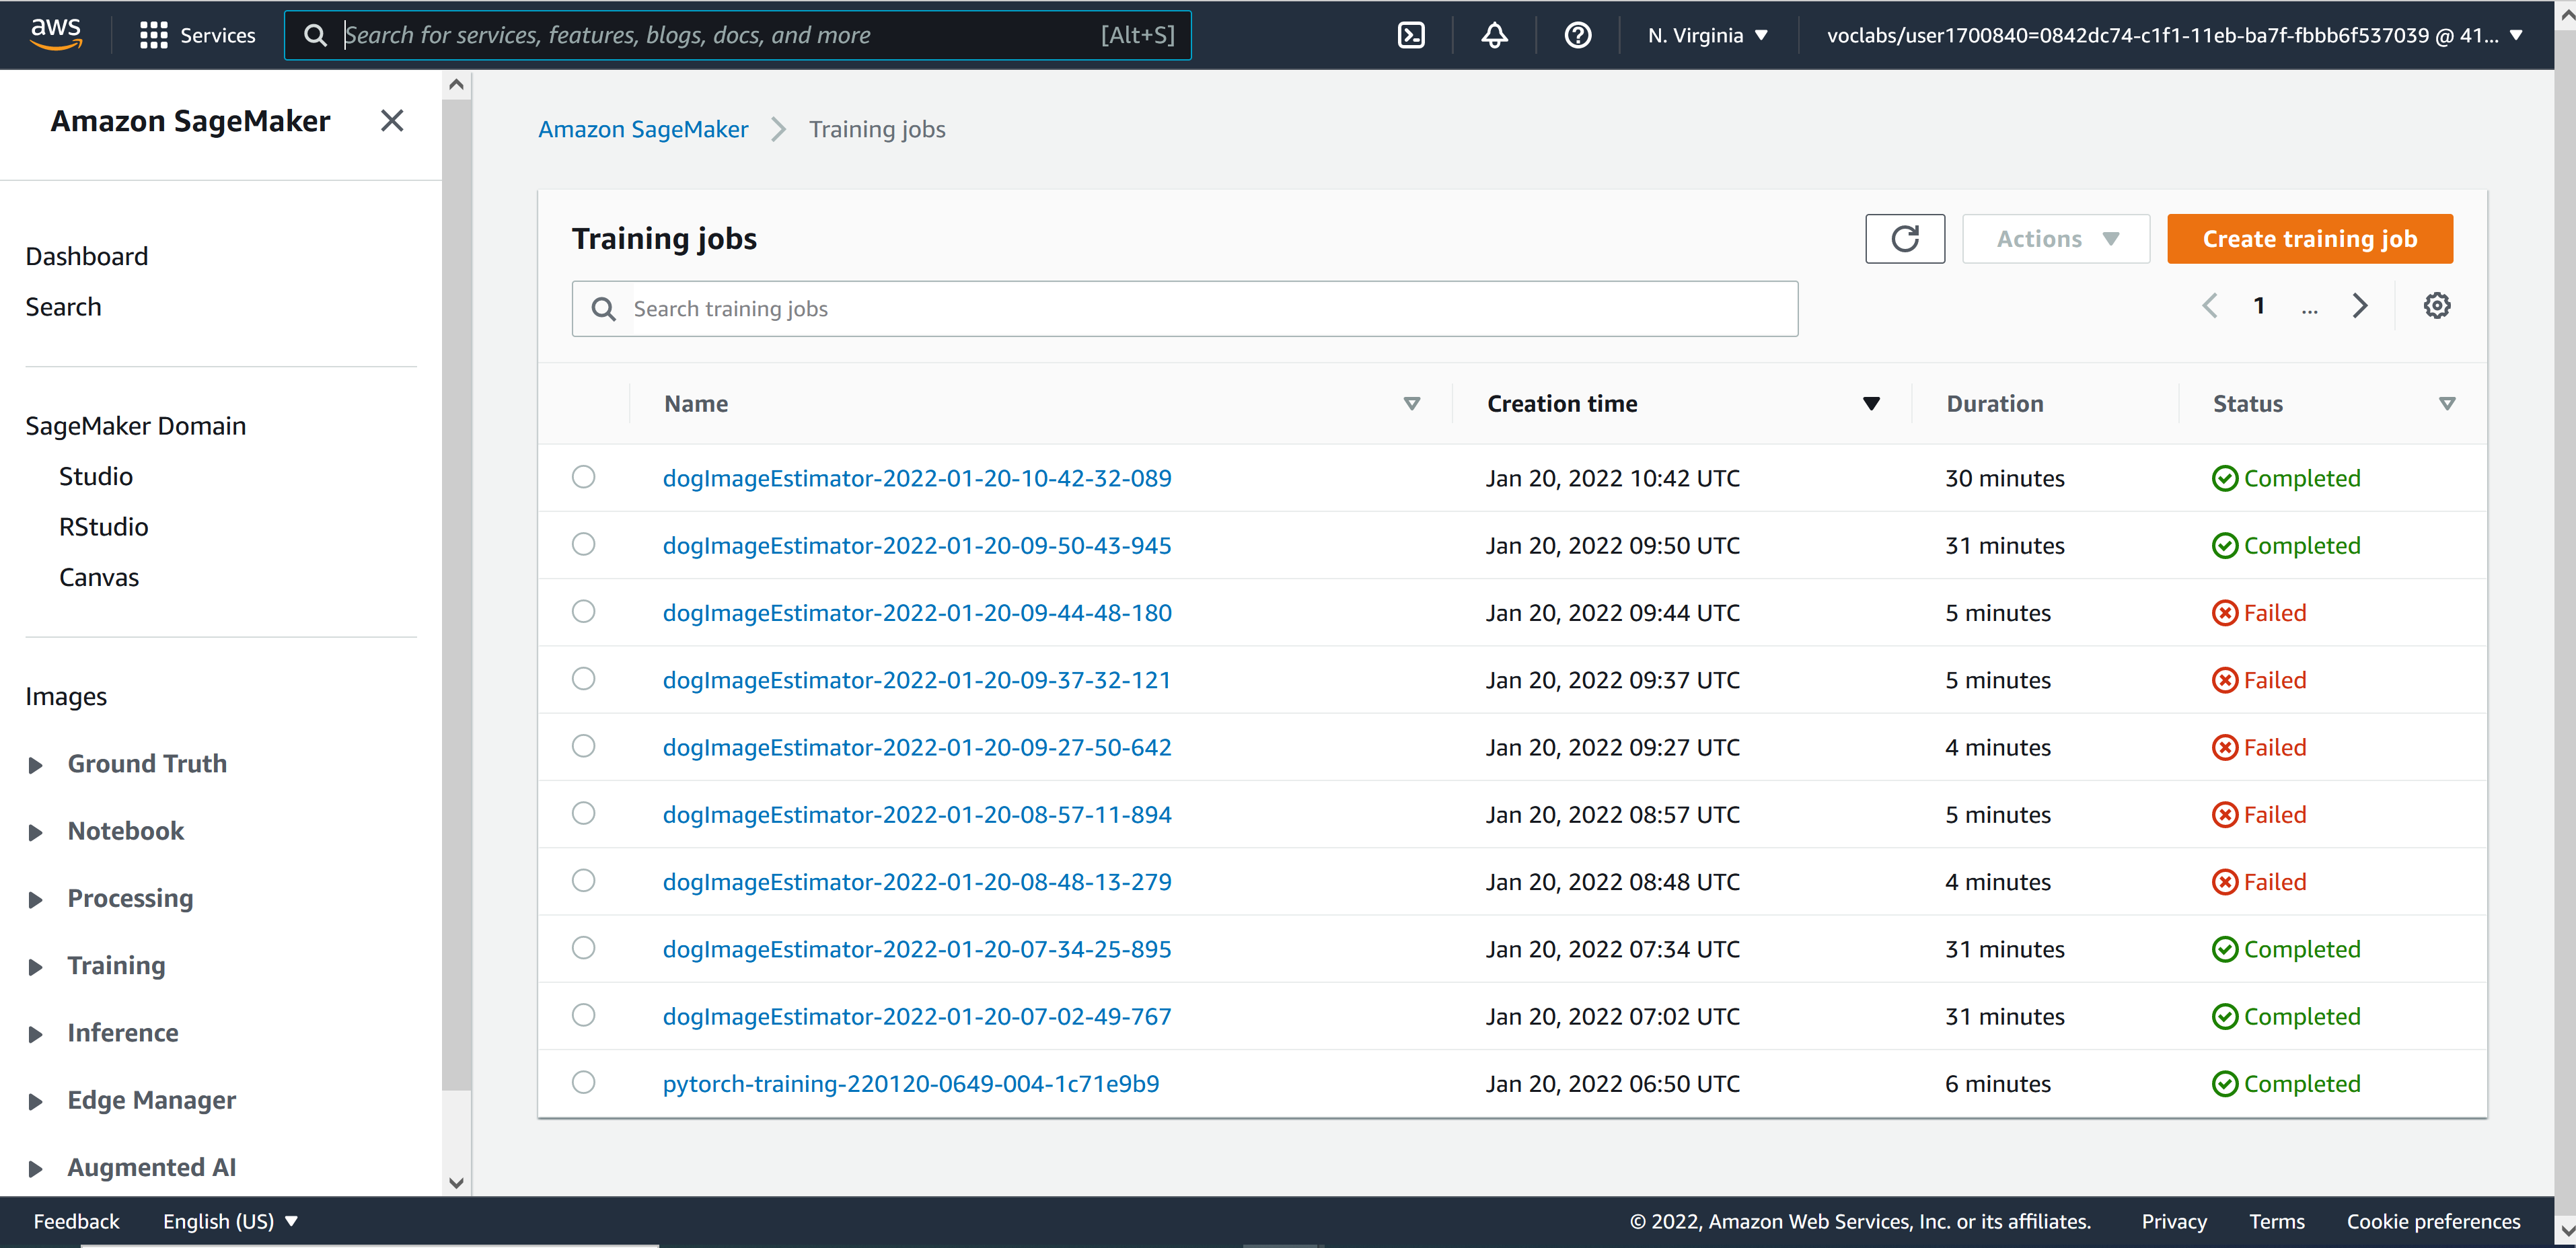 aws Services Search for services, features, blogs, docs, and more [Alt+S] N. Virginia voclabs/user1700840=0842dc74-c1f1-11eb-ba7f-fbbb6f537039 @ 41...
Amazon SageMaker
Dashboard
Search
SageMaker Domain
Studio
RStudio
Canvas
Images
Ground Truth
Notebook
Processing
Training
Inference
Edge Manager
Augmented AI
Amazon SageMaker Training jobs
Training jobs Actions Create training job
Search training jobs 1 ...
Name Creation time Duration Status
dogImageEstimator-2022-01-20-10-42-32-089 Jan 20, 2022 10:42 UTC 30 minutes Completed
dogImageEstimator-2022-01-20-09-50-43-945 Jan 20, 2022 09:50 UTC 31 minutes Completed
dogImageEstimator-2022-01-20-09-44-48-180 Jan 20, 2022 09:44 UTC 5 minutes Failed
dogImageEstimator-2022-01-20-09-37-32-121 Jan 20, 2022 09:37 UTC 5 minutes Failed
dogImageEstimator-2022-01-20-09-27-50-642 Jan 20, 2022 09:27 UTC 4 minutes Failed
dogImageEstimator-2022-01-20-08-57-11-894 Jan 20, 2022 08:57 UTC 5 minutes Failed
dogImageEstimator-2022-01-20-08-48-13-279 Jan 20, 2022 08:48 UTC 4 minutes Failed
dogImageEstimator-2022-01-20-07-34-25-895 Jan 20, 2022 07:34 UTC 31 minutes Completed
dogImageEstimator-2022-01-20-07-02-49-767 Jan 20, 2022 07:02 UTC 31 minutes Completed
pytorch-training-220120-0649-004-1c71e9b9 Jan 20, 2022 06:50 UTC 6 minutes Completed
Feedback English (US) © 2022, Amazon Web Services, Inc. or its affiliates. Privacy Terms Cookie preferences